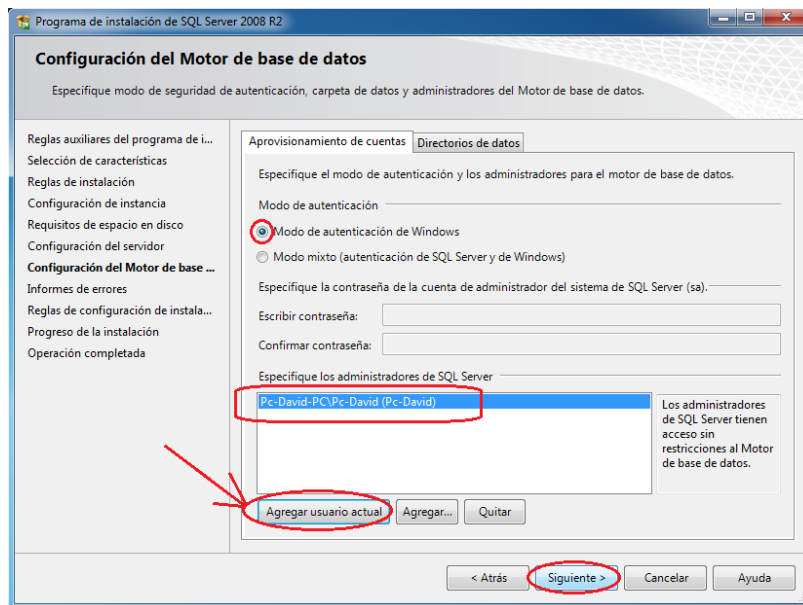 Programa de instalación de SQL Server 2008 R2
Configuración del Motor de base de datos
Especifique modo de seguridad de autenticación, carpeta de datos y administradores del Motor de base de datos.
Reglas auxiliares del programa de i...
Selección de características
Reglas de instalación
Configuración de instancia
Requisitos de espacio en disco
Configuración del servidor
Configuración del Motor de base ...
Informes de errores
Reglas de configuración de instala...
Progreso de la instalación
Operación completada
Aprovisionamiento de cuentas
Directorios de datos
Especifique el modo de autenticación y los administradores para el motor de base de datos.
Modo de autenticación
Modo de autenticación de Windows
Modo mixto (autenticación de SQL Server y de Windows)
Especifique la contraseña de la cuenta de administrador del sistema de SQL Server (sa).
Escribir contraseña:
Confirmar contraseña:
Especifique los administradores de SQL Server
Pc-David-PC\Pc-David (Pc-David)
Los administradores
de SQL Server tienen
acceso sin
restricciones al Motor
de base de datos.
Agregar usuario actual
Agregar...
Quitar
< Atrás
Siguiente >
Cancelar
Ayuda